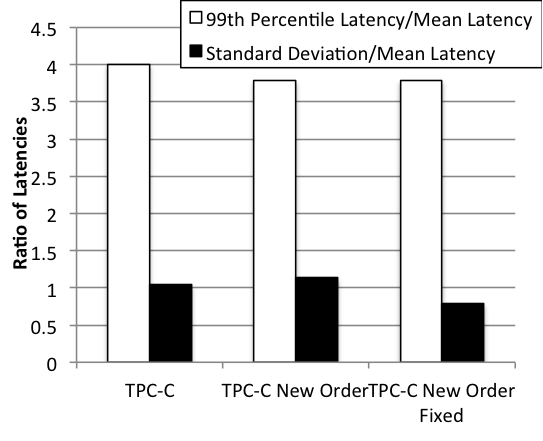 99th Percentile Latency/Mean Latency
Standard Deviation/Mean Latency
Ratio of Latencies
4.5
4
3.5
3
2.5
2
1.5
1
0.5
0
TPC-C
TPC-C New Order
TPC-C New Order
Fixed